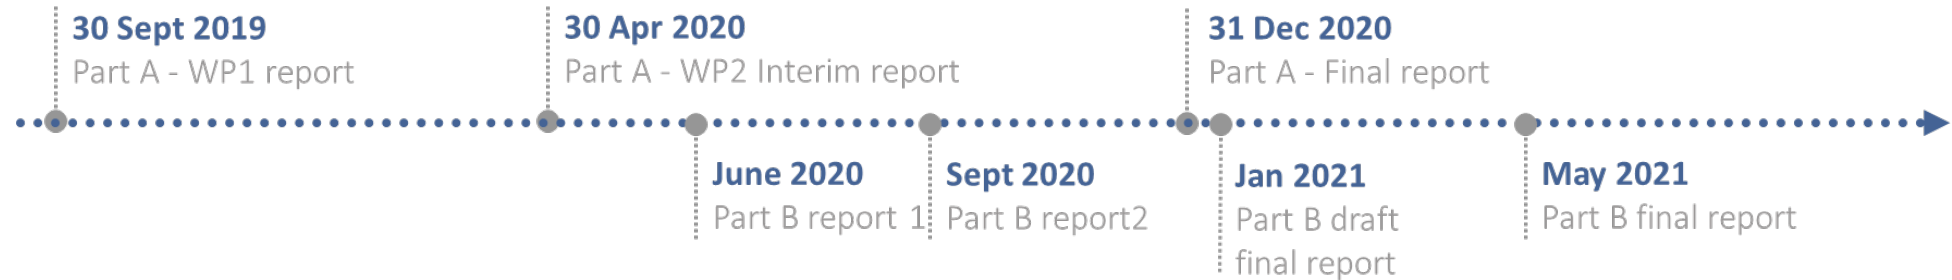 30 Sept 2019
Part A - WP1 report
30 Apr 2020
Part A - WP2 Interim report
31 Dec 2020
Part A - Final report
June 2020
Part B report 1
Sept 2020
Part B report2
Jan 2021
Part B draft
final report
May 2021
Part B final report